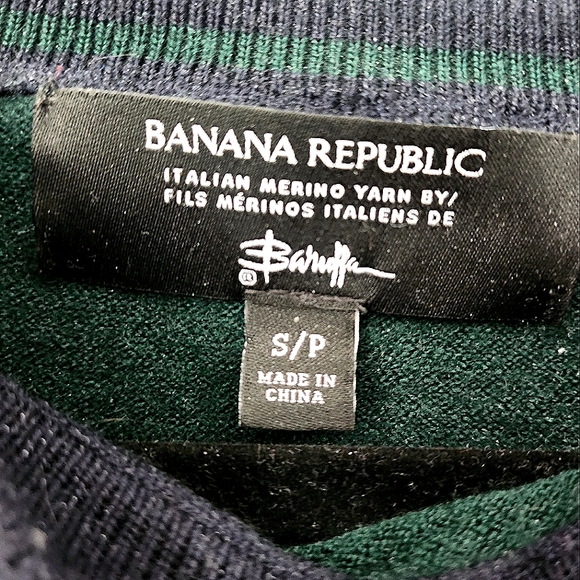 BANANA REPUBLIC
ITALIAN MERINO YARN BY/
FILS MÉRINOS ITALIENS DE
Baruffa
®
S/P
MADE IN
CHINA